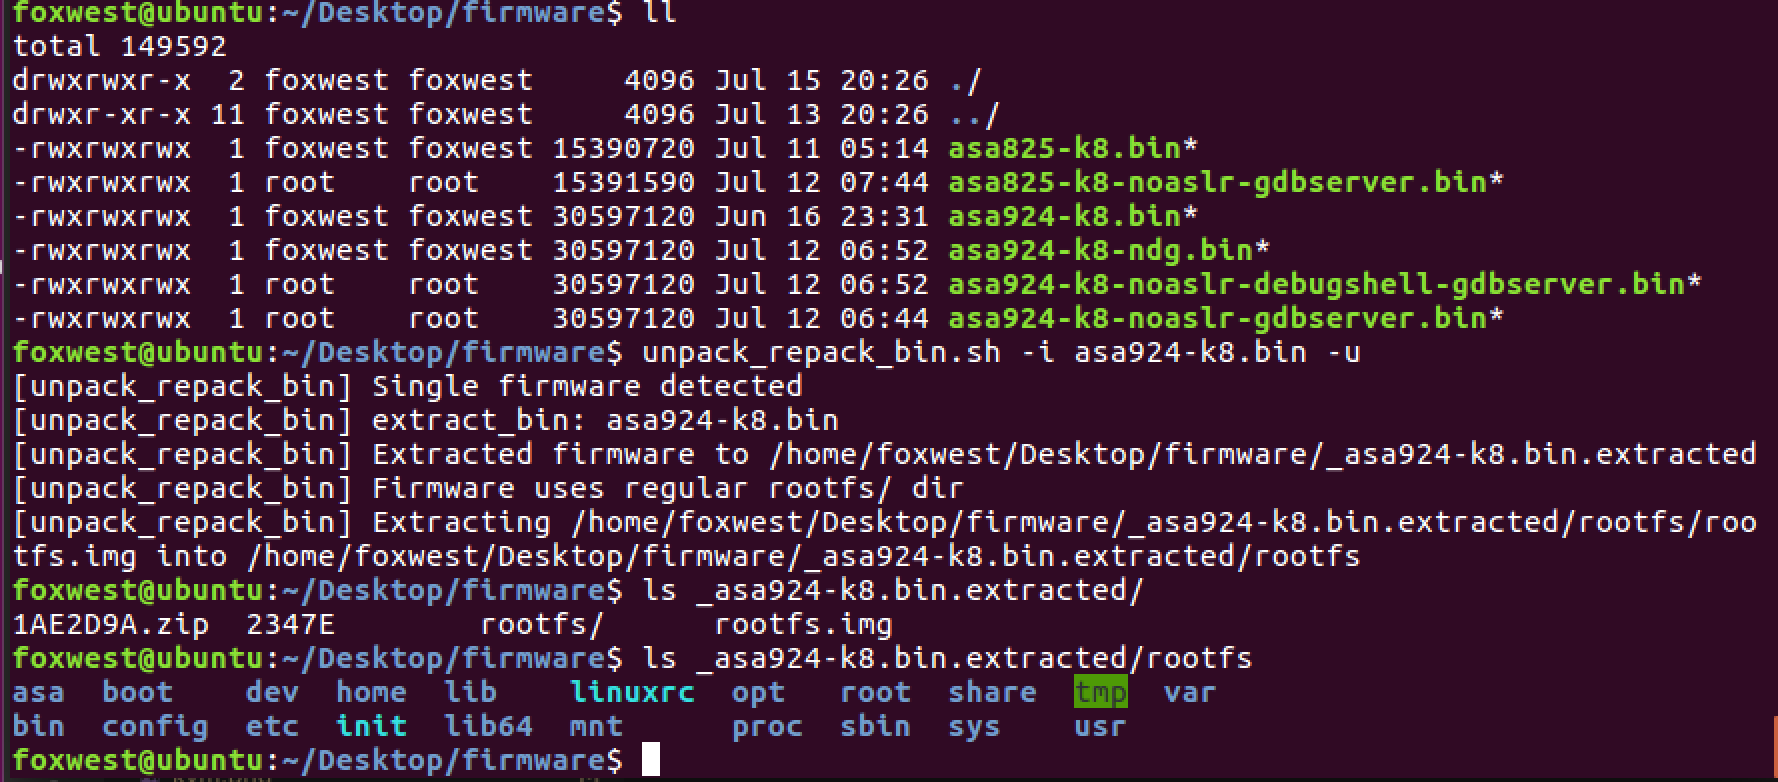 foxwest@ubuntu:~/Desktop/firmware$ ll
total 149592
drwxrwxr-x  2 foxwest foxwest     4096 Jul 15 20:26 ./
drwxr-xr-x 11 foxwest foxwest     4096 Jul 13 20:26 ../
-rwxrwxrwx  1 foxwest foxwest 15390720 Jul 11 05:14 asa825-k8.bin*
-rwxrwxrwx  1 root    root    15391590 Jul 12 07:44 asa825-k8-noaslr-gdbserver.bin*
-rwxrwxrwx  1 foxwest foxwest 30597120 Jun 16 23:31 asa924-k8.bin*
-rwxrwxrwx  1 foxwest foxwest 30597120 Jul 12 06:52 asa924-k8-ndg.bin*
-rwxrwxrwx  1 root    root    30597120 Jul 12 06:52 asa924-k8-noaslr-debugshell-gdbserver.bin*
-rwxrwxrwx  1 root    root    30597120 Jul 12 06:44 asa924-k8-noaslr-gdbserver.bin*
foxwest@ubuntu:~/Desktop/firmware$ unpack_repack_bin.sh -i asa924-k8.bin -u
[unpack_repack_bin] Single firmware detected
[unpack_repack_bin] extract_bin: asa924-k8.bin
[unpack_repack_bin] Extracted firmware to /home/foxwest/Desktop/firmware/_asa924-k8.bin.extracted
[unpack_repack_bin] Firmware uses regular rootfs/ dir
[unpack_repack_bin] Extracting /home/foxwest/Desktop/firmware/_asa924-k8.bin.extracted/rootfs/roo
tfs.img into /home/foxwest/Desktop/firmware/_asa924-k8.bin.extracted/rootfs
foxwest@ubuntu:~/Desktop/firmware$ ls _asa924-k8.bin.extracted/
1AE2D9A.zip  2347E        rootfs/      rootfs.img
foxwest@ubuntu:~/Desktop/firmware$ ls _asa924-k8.bin.extracted/rootfs
asa  boot    dev  home  lib    linuxrc  opt   root  share  tmp  var
bin  config  etc  init  lib64  mnt      proc  sbin  sys    usr
foxwest@ubuntu:~/Desktop/firmware$